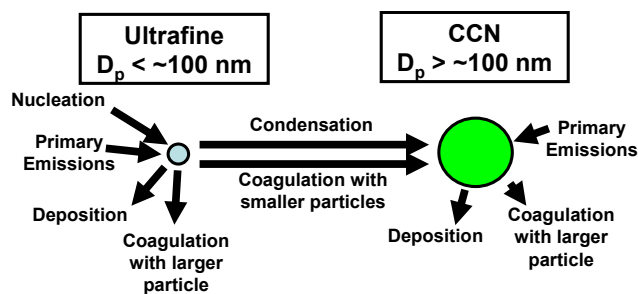 Ultrafine
Dₚ < ~100 nm
CCN
Dₚ > ~100 nm
Nucleation
Primary
Emissions
Deposition
Coagulation
with larger
particle
Condensation
Coagulation with
smaller particles
Primary
Emissions
Deposition
Coagulation
with larger
particle